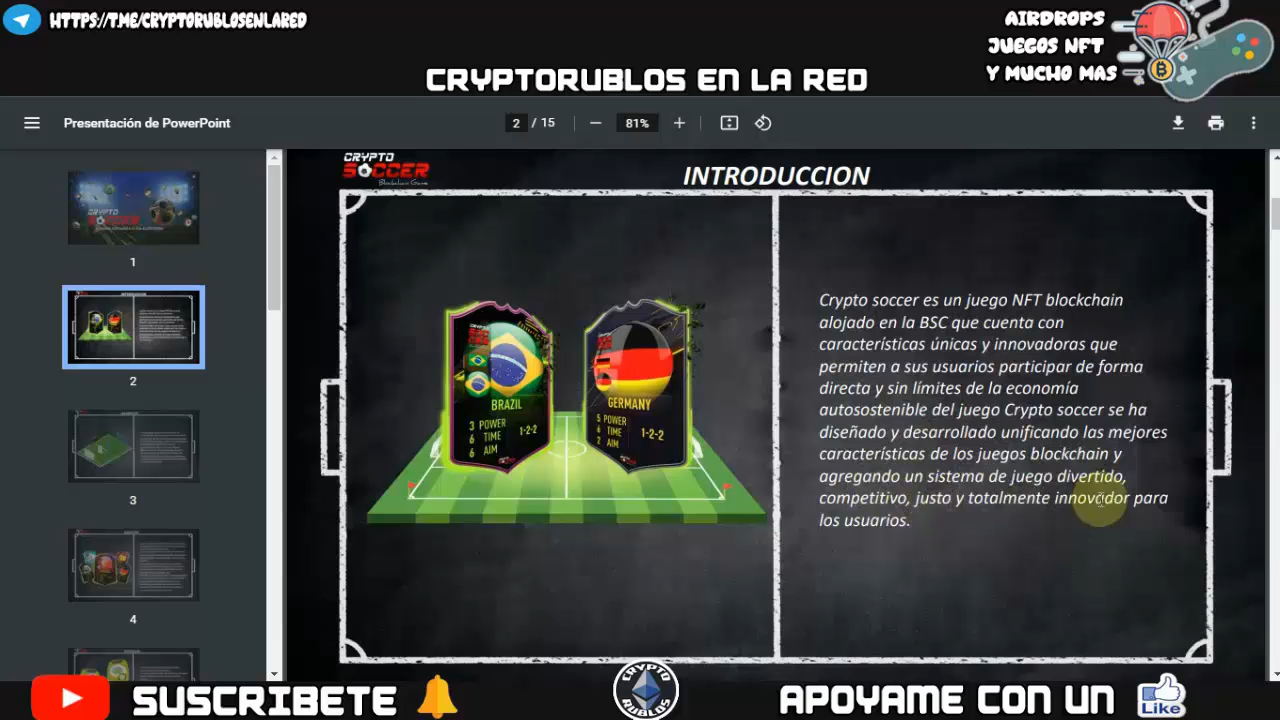 HTTPS://T.ME/CRYPTORUBLOSENLARED
AIRDROPS
JUEGOS NFT
Y MUCHO MAS
CRYPTORUBLOS EN LA RED
Presentación de PowerPoint
2 / 15
81%
CRYPTO
SOCCER
Blockchain Game
INTRODUCCION
1
2
3
4
BRAZIL
3 POWER
6 TIME
6 AIM
1-2-2
GERMANY
5 POWER
6 TIME
2 AIM
1-2-2
Crypto soccer es un juego NFT blockchain
alojado en la BSC que cuenta con
características únicas y innovadoras que
permiten a sus usuarios participar de forma
directa y sin límites de la economía
autosostenible del juego Crypto soccer se ha
diseñado y desarrollado unificando las mejores
características de los juegos blockchain y
agregando un sistema de juego divertido,
competitivo, justo y totalmente innovador para
los usuarios.
SUSCRIBETE
CRYPTO
RUBLOS
APOYAME CON UN
Like